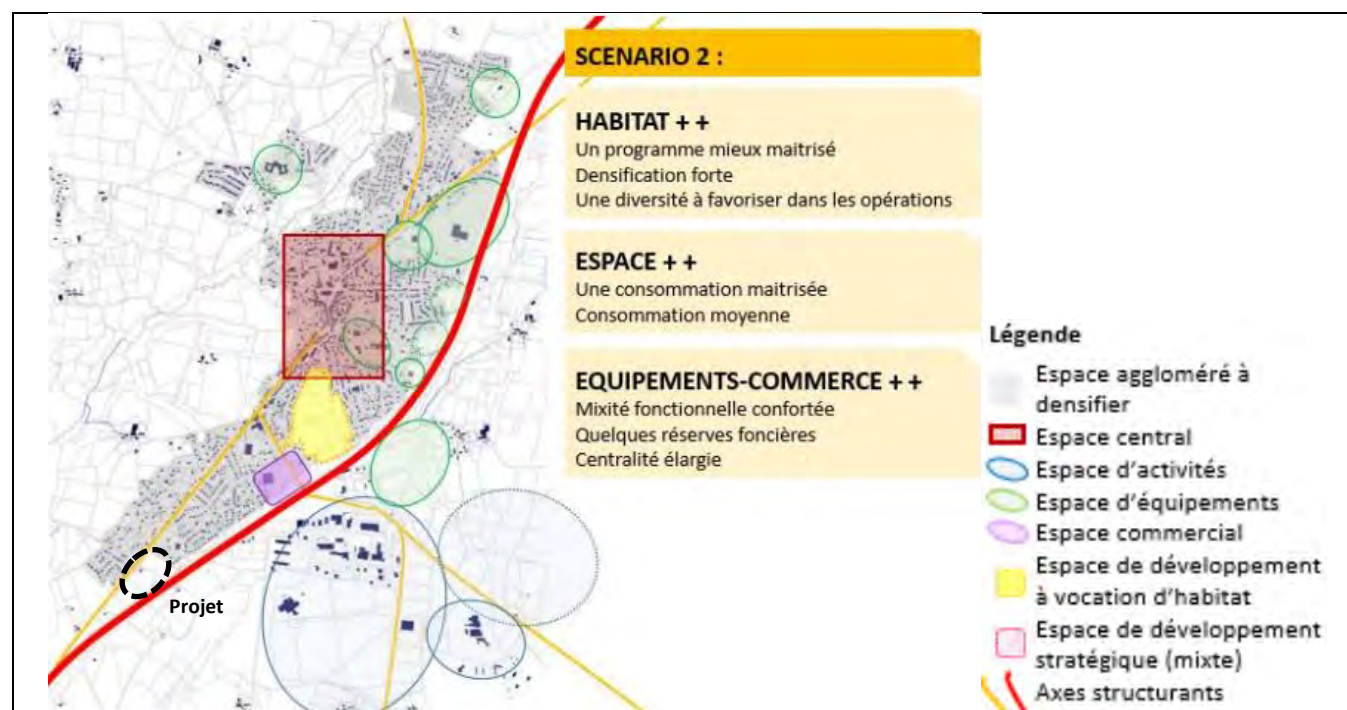 SCENARIO 2 :
HABITAT + +
Un programme mieux maitrisé
Densification forte
Une diversité à favoriser dans les opérations
ESPACE + +
Une consommation maitrisée
Consommation moyenne
EQUIPEMENTS-COMMERCE + +
Mixité fonctionnelle confortée
Quelques réserves foncières
Centralité élargie
Projet
Légende
Espace aggloméré à
densifier
Espace central
Espace d'activités
Espace d'équipements
Espace commercial
Espace de développement
à vocation d'habitat
Espace de développement
stratégique (mixte)
Axes structurants